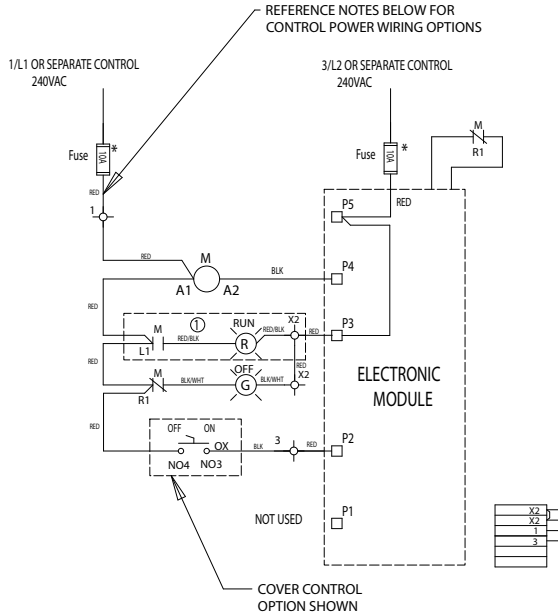 REFERENCE NOTES BELOW FOR
CONTROL POWER WIRING OPTIONS
1/L1 OR SEPARATE CONTROL
240VAC
3/L2 OR SEPARATE CONTROL
240VAC
Fuse
10A
*
Fuse
10A
*
M
R1
RED
RED
1
P5
RED
M
BLK
P4
A1
A2
RED
1
RUN
X2
P3
M
RED/BLK
R
RED/BLK
RED
L1
RED
OFF
RED
M
BLK/WHT
G
BLK/WHT
X2
R1
ELECTRONIC
MODULE
RED
RED
OFF
ON
OX
BLK
3
RED
P2
NO4
NO3
NOT USED
P1
X2
X2
1
3
COVER CONTROL
OPTION SHOWN